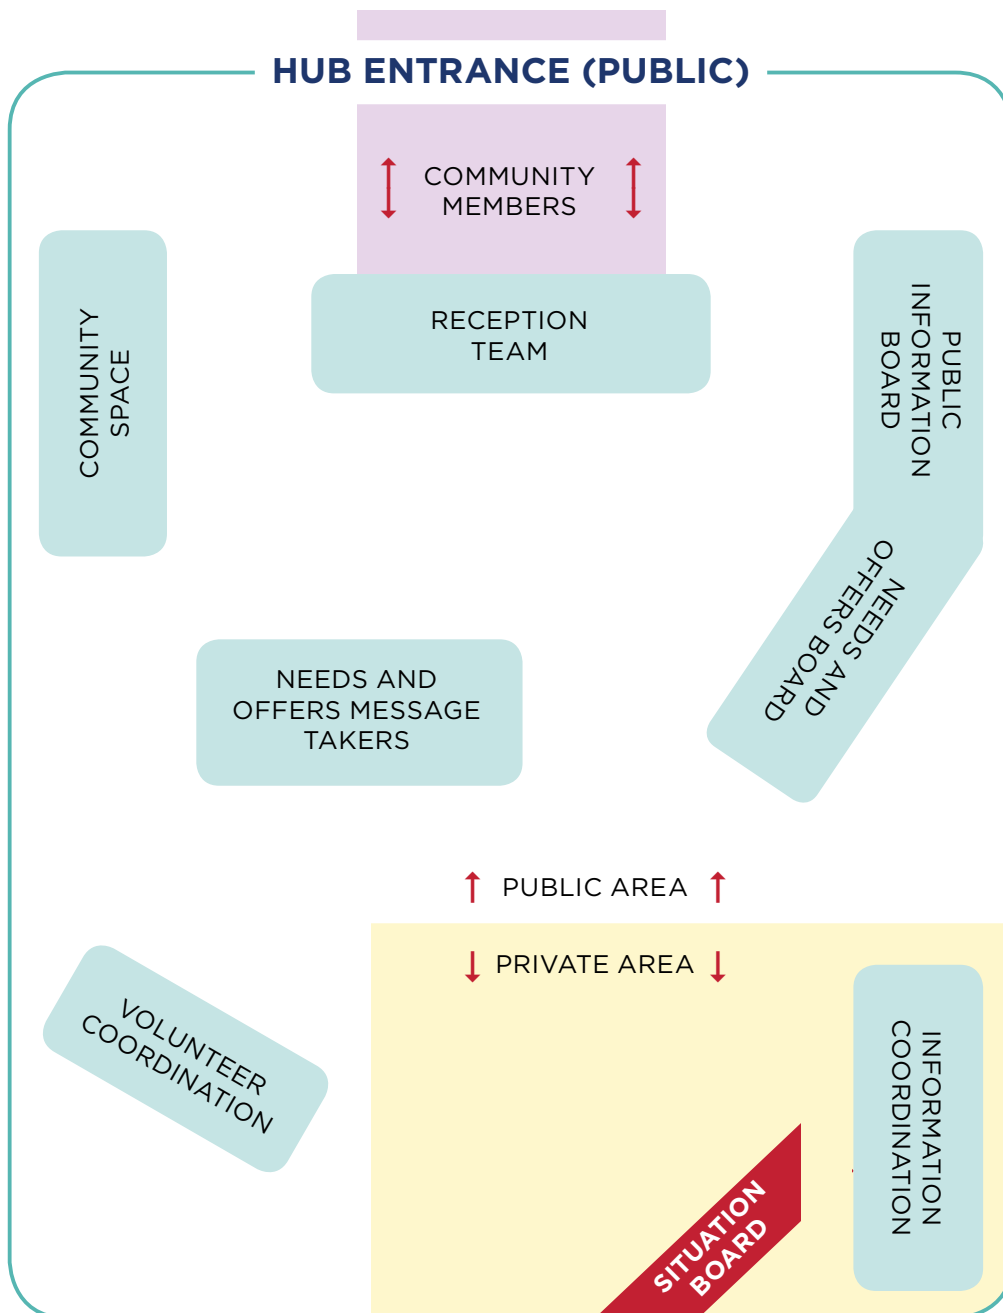 HUB ENTRANCE (PUBLIC)
COMMUNITY
MEMBERS
RECEPTION
TEAM
COMMUNITY
SPACE
PUBLIC
INFORMATION
BOARD
NEEDS AND
OFFERS BOARD
NEEDS AND
OFFERS MESSAGE
TAKERS
PUBLIC AREA
PRIVATE AREA
VOLUNTEER
COORDINATION
INFORMATION
COORDINATION
SITUATION
BOARD